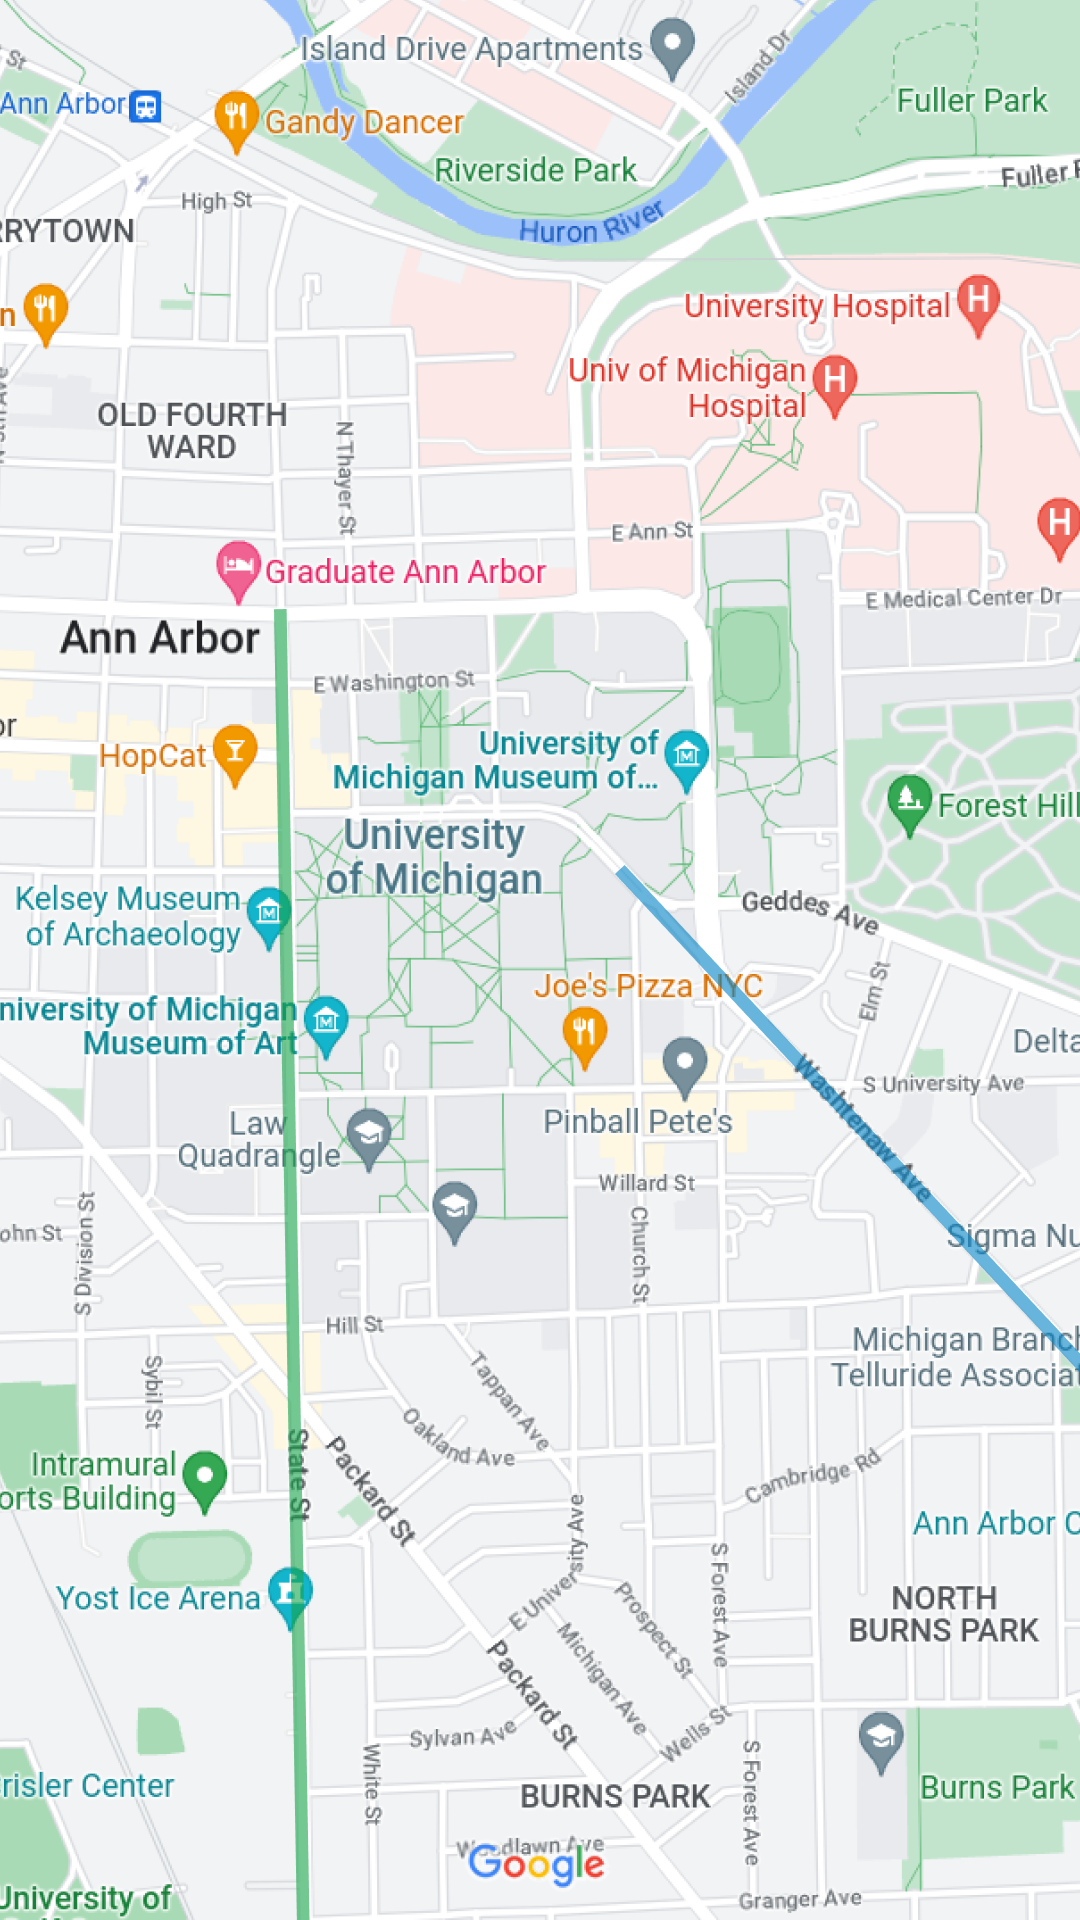 St
Island Drive Apartments
Island Dr
Ann Arbor
Fuller Park
Gandy Dancer
Riverside Park
Fuller
High St
Huron River
RRYTOWN
University Hospital
n
Univ of Michigan
Hospital
OLD FOURTH
WARD
N Thayer St
H
E Ann St
Graduate Ann Arbor
E Medical Center Dr
Ann Arbor
E Washington St
or
HopCat
University of
Michigan Museum of...
Forest Hill
University
of Michigan
Kelsey Museum
of Archaeology
Geddes Ave
Elm St
Joe's Pizza NYC
niversity of Michigan
Museum of Art
Delta
Washtenaw Ave
S University Ave
Law
Quadrangle
Pinball Pete's
Willard St
Church St
S Division St
ohn St
Sigma Nu
Hill St
Michigan Branch
Telluride Associat
Sybil St
Tappan Ave
Oakland Ave
State St
Packard St
Intramural
orts Building
Cambridge Rd
Ann Arbor C
E University Ave
S Forest Ave
Yost Ice Arena
Prospect St
NORTH
BURNS PARK
Michigan Ave
Packard St
Wells St
Sylvan Ave
White St
S Forest Ave
risler Center
BURNS PARK
Burns Park
Woodlawn Ave
Google
University of
Granger Ave